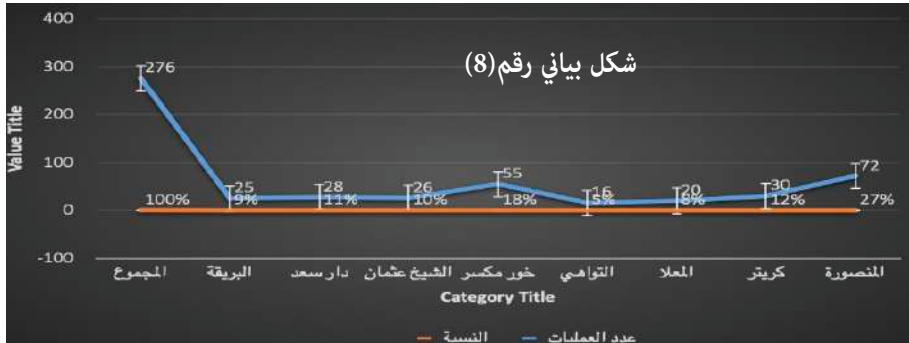 شكل بياني رقم(8)
Value Title
400
300
200
100
0
-100
276
25
28
26
55
16
20
30
72
100%
9%
11%
10%
18%
5%
8%
12%
27%
المجموع
البريقة
دار سعد
الشيخ عثمان
خور مكسر
التواهي
المعلا
كريتر
المنصورة
Category Title
النسبة
عدد العمليات